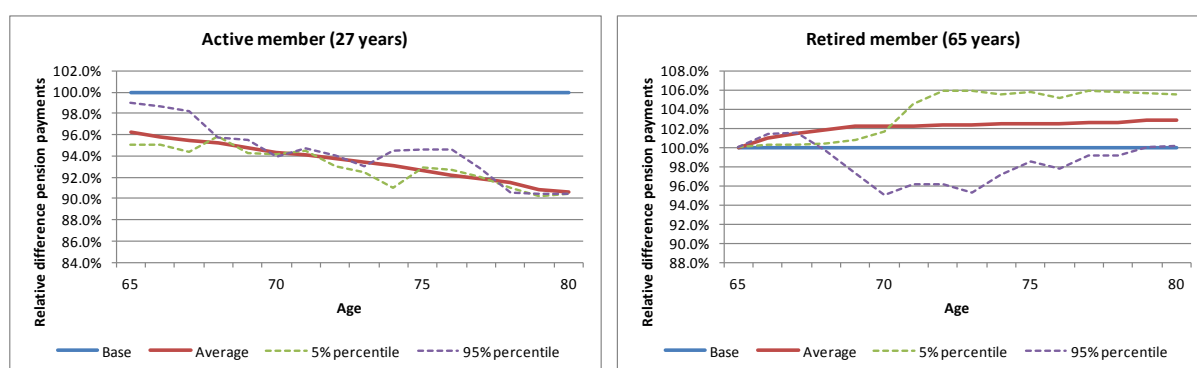 Active member (27 years)
Relative difference pension payments
102.0%
100.0%
98.0%
96.0%
94.0%
92.0%
90.0%
88.0%
86.0%
84.0%
65 70 75 80
Age
Base Average 5% percentile 95% percentile
Retired member (65 years)
Relative difference pension payments
108.0%
106.0%
104.0%
102.0%
100.0%
98.0%
96.0%
94.0%
92.0%
90.0%
88.0%
65 70 75 80
Age
Base Average 5% percentile 95% percentile